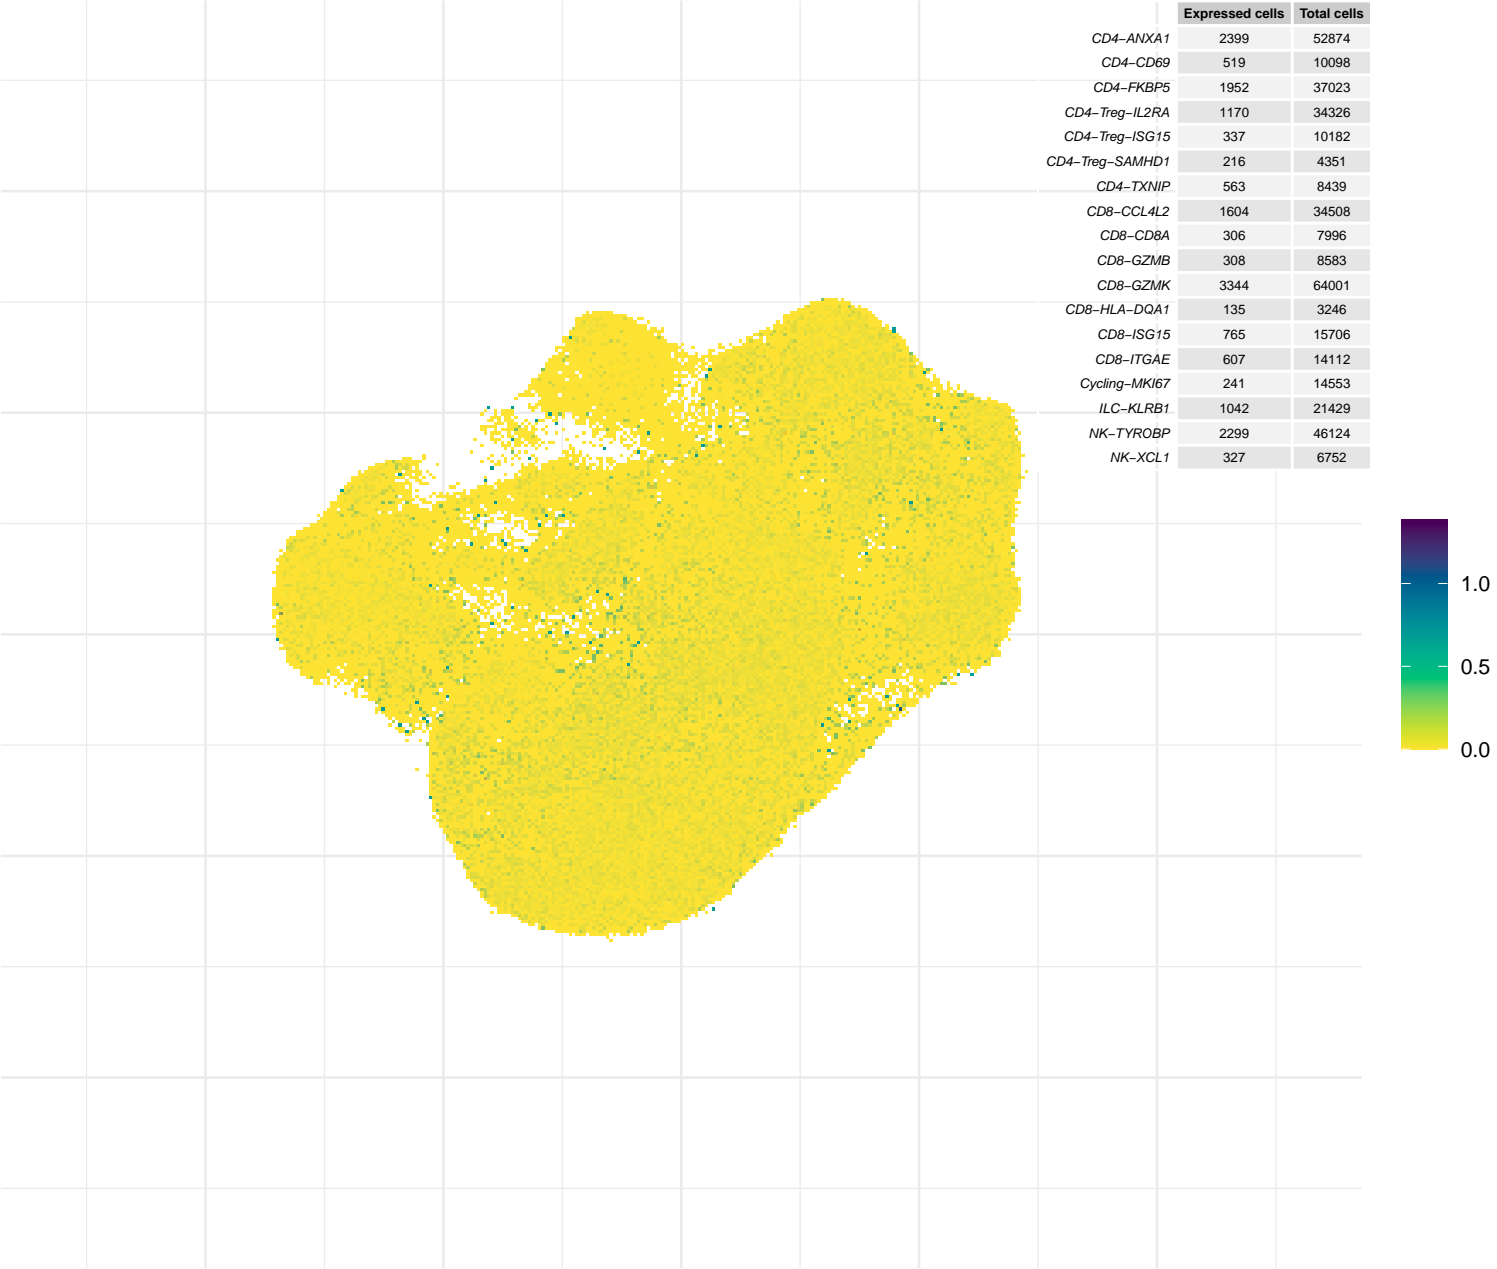 Expressed cells Total cells
CD4−ANXA1 2399 52874
CD4−CD69 519 10098
CD4−FKBP5 1952 37023
CD4−Treg−IL2RA 1170 34326
CD4−Treg−ISG15 337 10182
CD4−Treg−SAMHD1 216 4351
CD4−TXNIP 563 8439
CD8−CCL4L2 1604 34508
CD8−CD8A 306 7996
CD8−GZMB 308 8583
CD8−GZMK 3344 64001
CD8−HLA−DQA1 135 3246
CD8−ISG15 765 15706
CD8−ITGAE 607 14112
Cycling−MKI67 241 14553
ILC−KLRB1 1042 21429
NK−TYROBP 2299 46124
NK−XCL1 327 6752
1.0
0.5
0.0